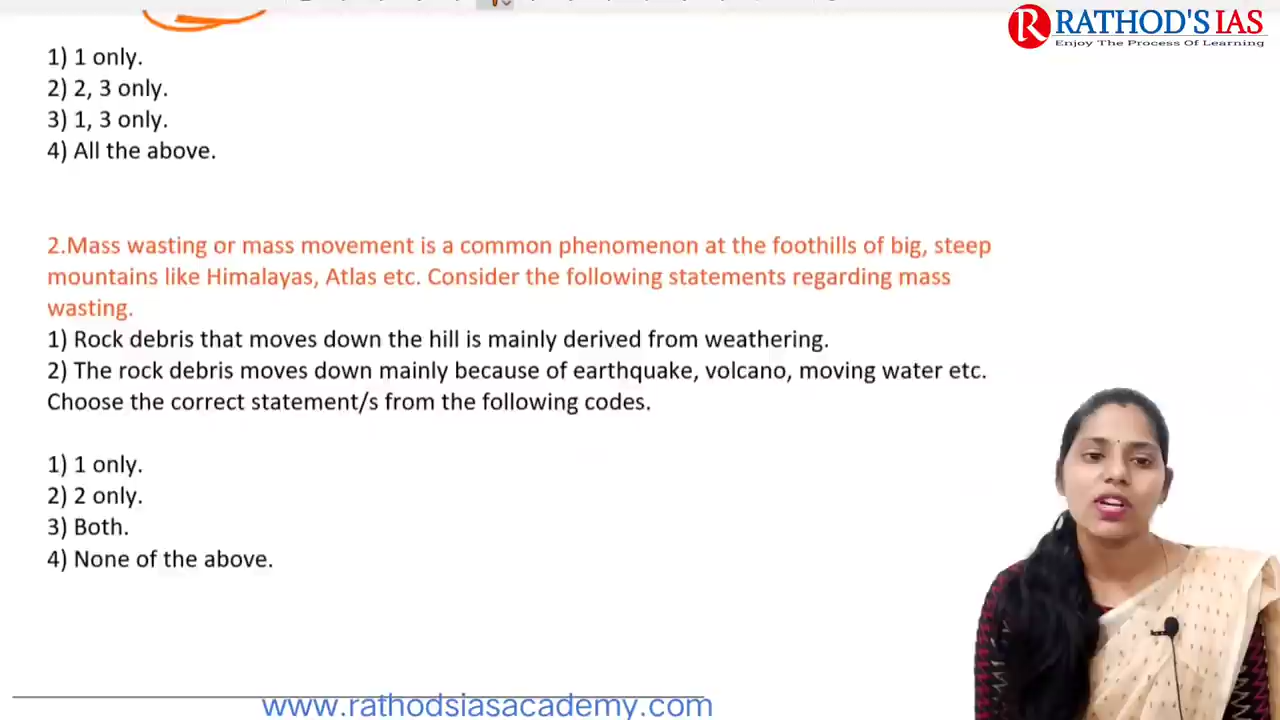 RATHOD'S IAS
Enjoy The Process Of Learning
1) 1 only.
2) 2, 3 only.
3) 1, 3 only.
4) All the above.
2.Mass wasting or mass movement is a common phenomenon at the foothills of big, steep
mountains like Himalayas, Atlas etc. Consider the following statements regarding mass
wasting.
1) Rock debris that moves down the hill is mainly derived from weathering.
2) The rock debris moves down mainly because of earthquake, volcano, moving water etc.
Choose the correct statement/s from the following codes.
1) 1 only.
2) 2 only.
3) Both.
4) None of the above.
www.rathodsiasacademy.com